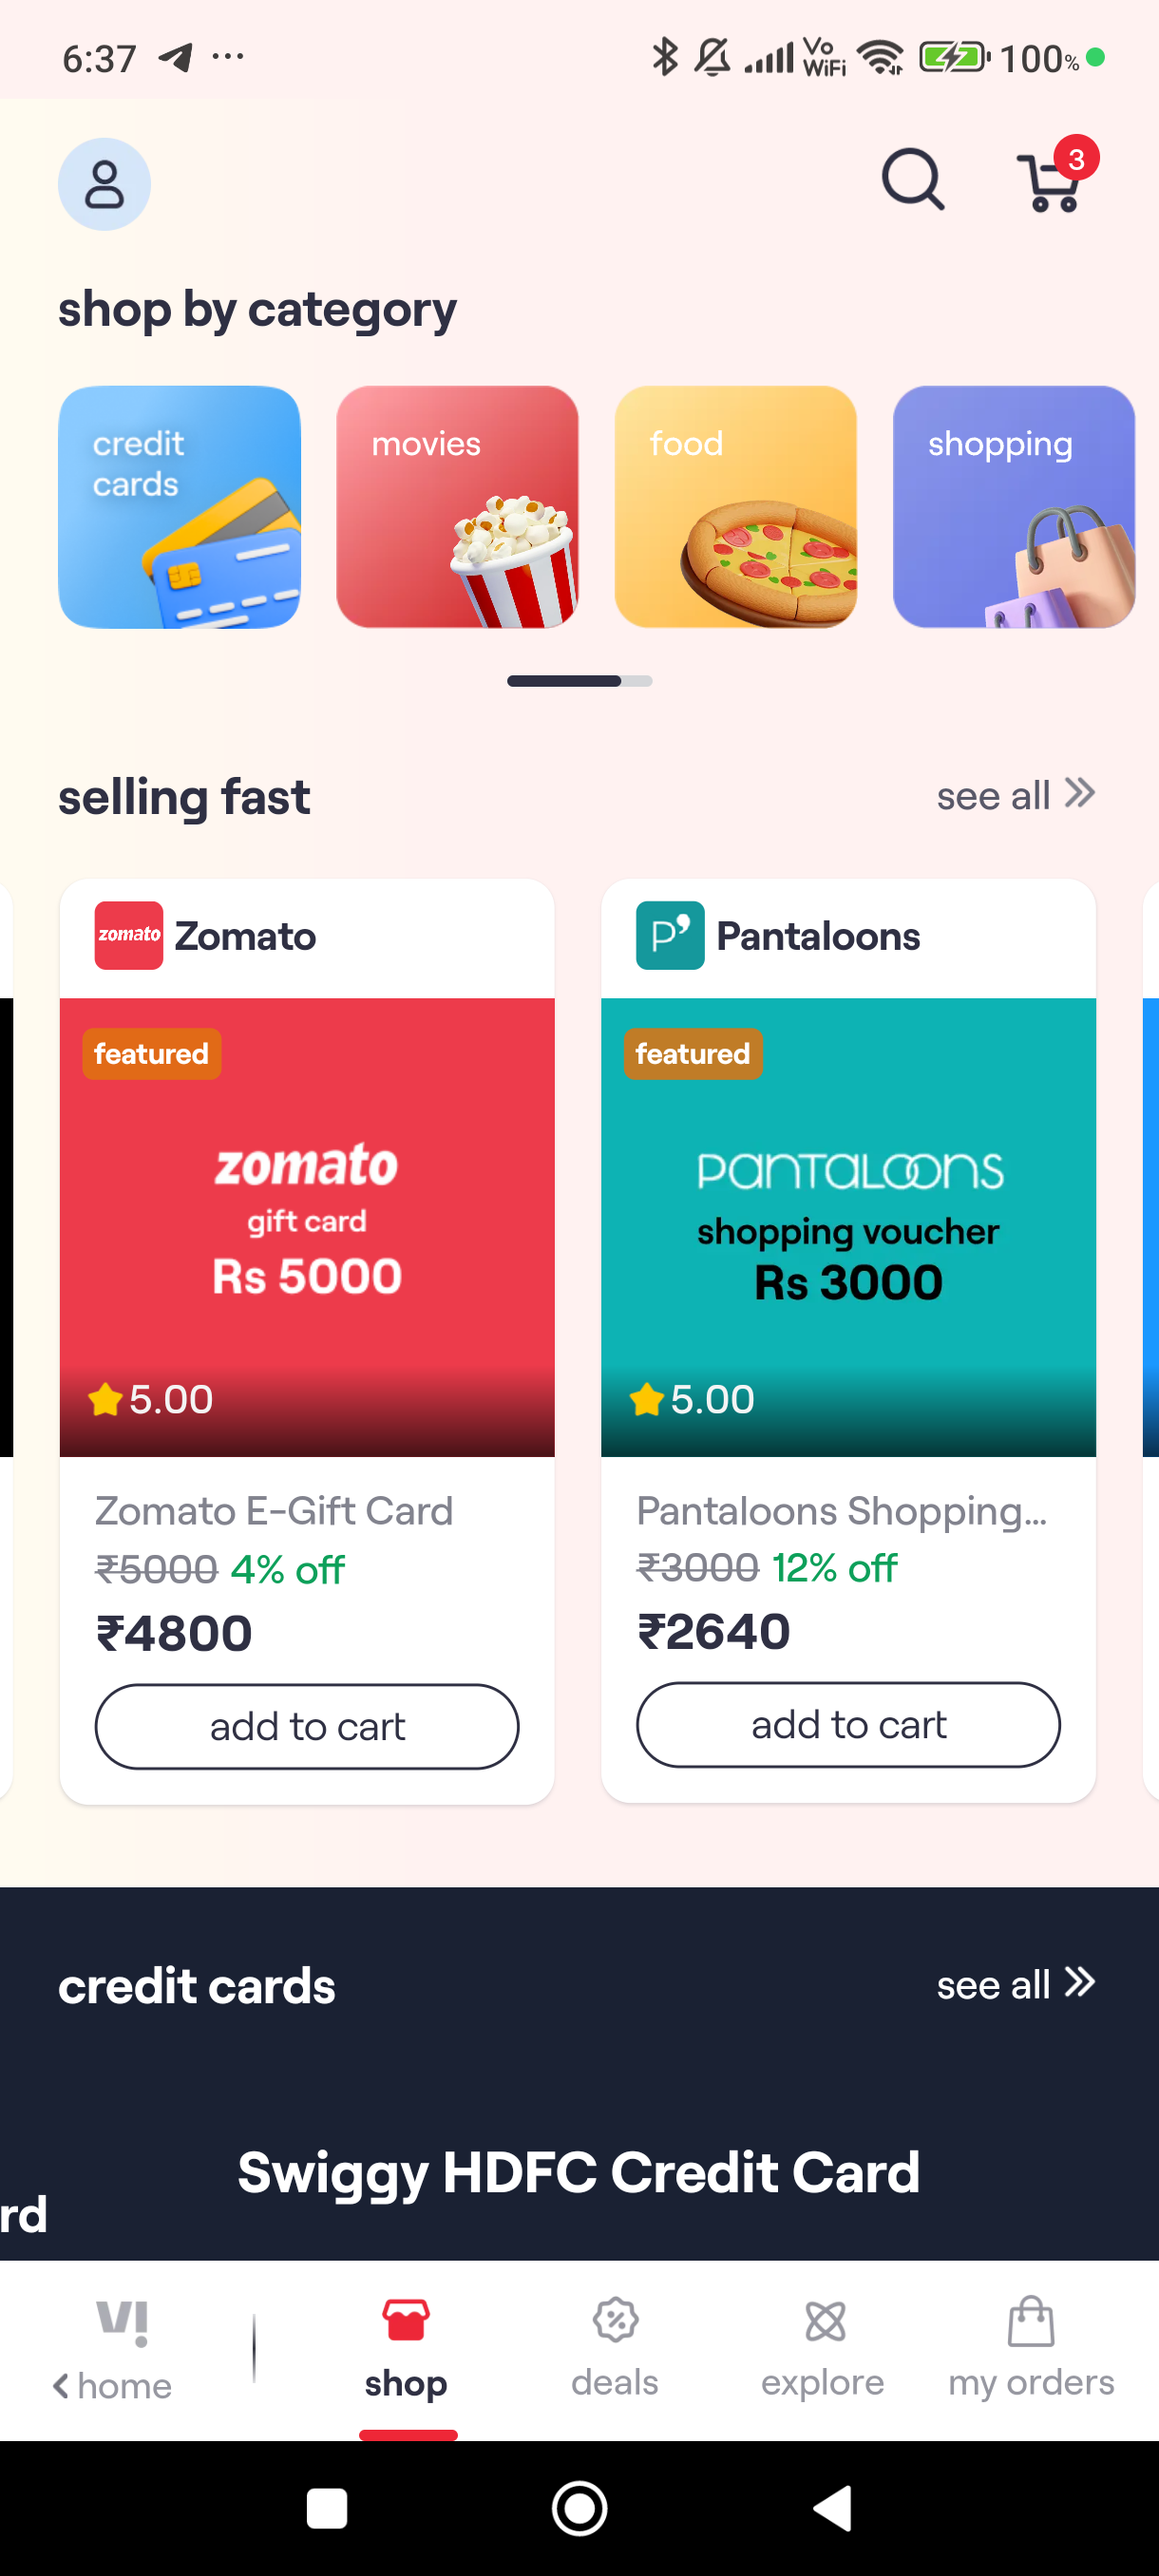 6:37
Vo
WiFi
100%
3
shop by category
credit
cards
movies
food
shopping
selling fast
see all
zomato
Zomato
P’
Pantaloons
featured
featured
zomato
gift card
Rs 5000
PANTALOONS
shopping voucher
Rs 3000
5.00
5.00
Zomato E-Gift Card
₹5000 4% off
₹4800
add to cart
Pantaloons Shopping...
₹3000 12% off
₹2640
add to cart
credit cards
see all
Swiggy HDFC Credit Card
rd
V!
home
shop
deals
explore
my orders